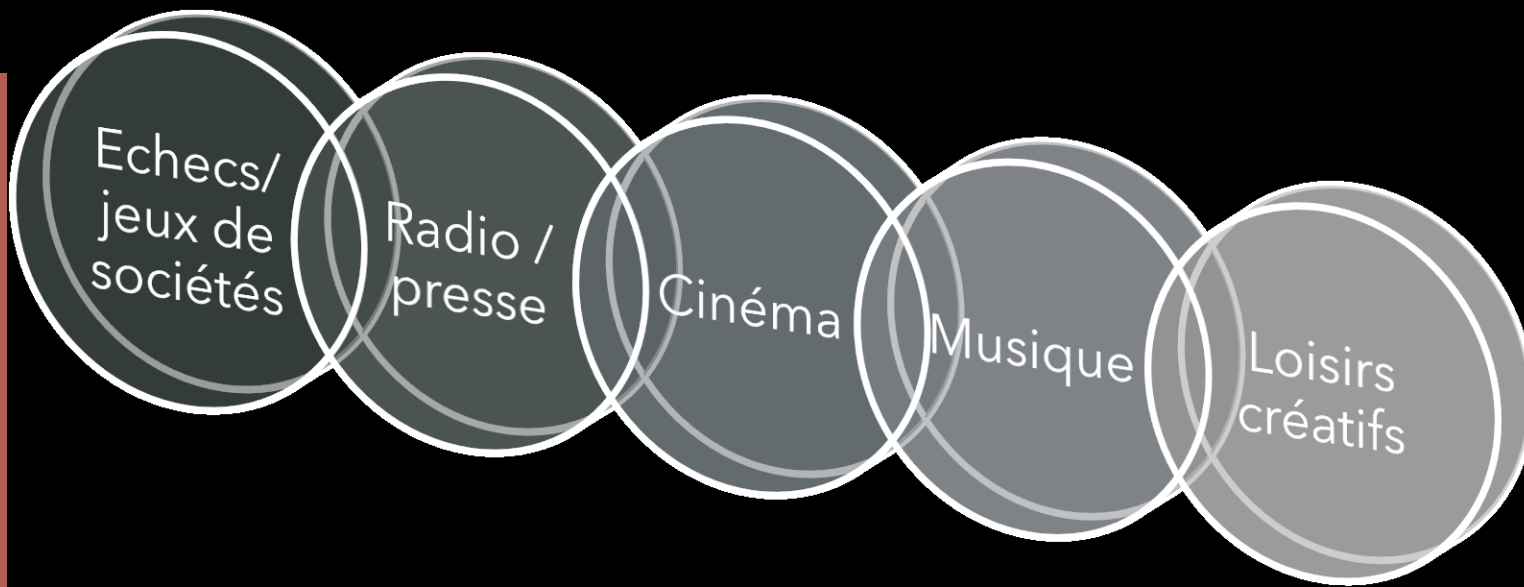 Echecs/
jeux de
sociétés
Radio /
presse
Cinéma
Musique
Loisirs
créatifs